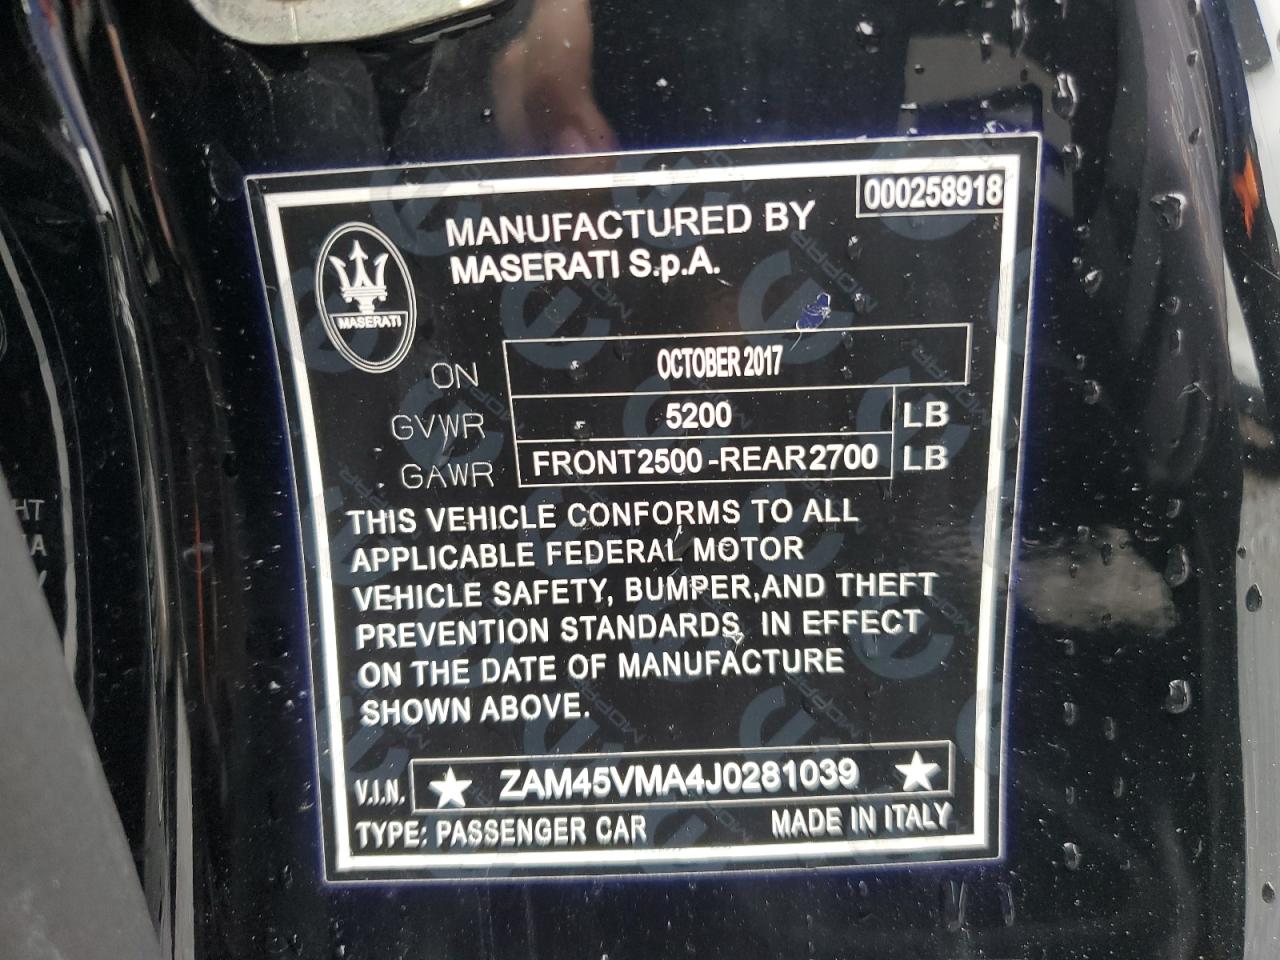 000258918
MANUFACTURED BY
MASERATI S.p.A.
MASERATI
ON OCTOBER 2017
GVWR 5200 LB
GAWR FRONT2500-REAR2700 LB
THIS VEHICLE CONFORMS TO ALL
APPLICABLE FEDERAL MOTOR
VEHICLE SAFETY, BUMPER,AND THEFT
PREVENTION STANDARDS IN EFFECT
ON THE DATE OF MANUFACTURE
SHOWN ABOVE.
V.I.N. ★ ZAM45VMA4J0281039 ★
TYPE: PASSENGER CAR MADE IN ITALY